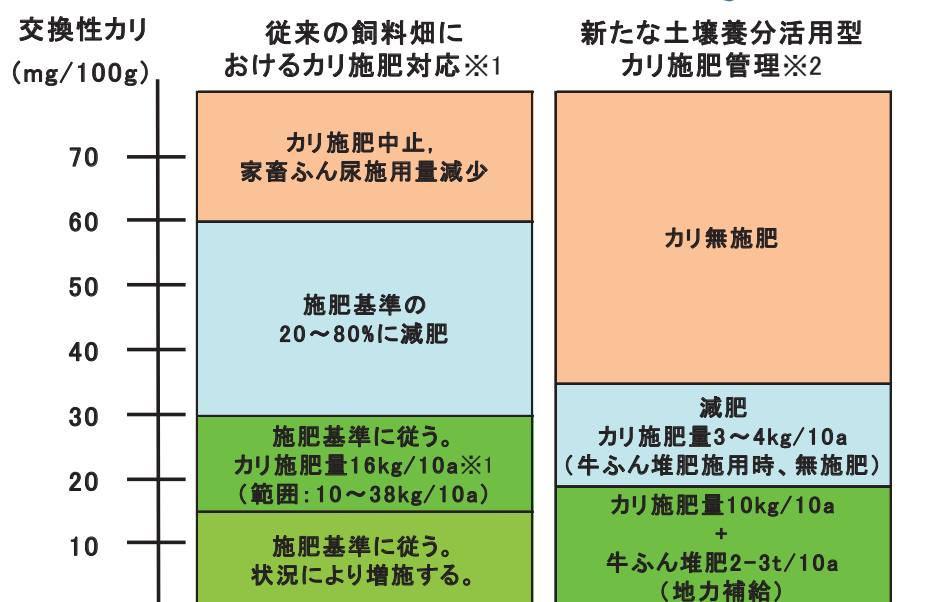 交換性カリ
(mg/100g)
従来の飼料畑に
おけるカリ施肥対応※1
新たな土壌養分活用型
カリ施肥管理※2
70
60
50
40
30
20
10
カリ施肥中止,
家畜ふん尿施用量減少
施肥基準の
20～80%に減肥
施肥基準に従う。
カリ施肥量16kg/10a※1
(範囲:10～38kg/10a)
施肥基準に従う。
状況により増施する。
カリ無施肥
減肥
カリ施肥量3～4kg/10a
(牛ふん堆肥施用時、無施肥)
カリ施肥量10kg/10a
+
牛ふん堆肥2-3t/10a
(地力補給)